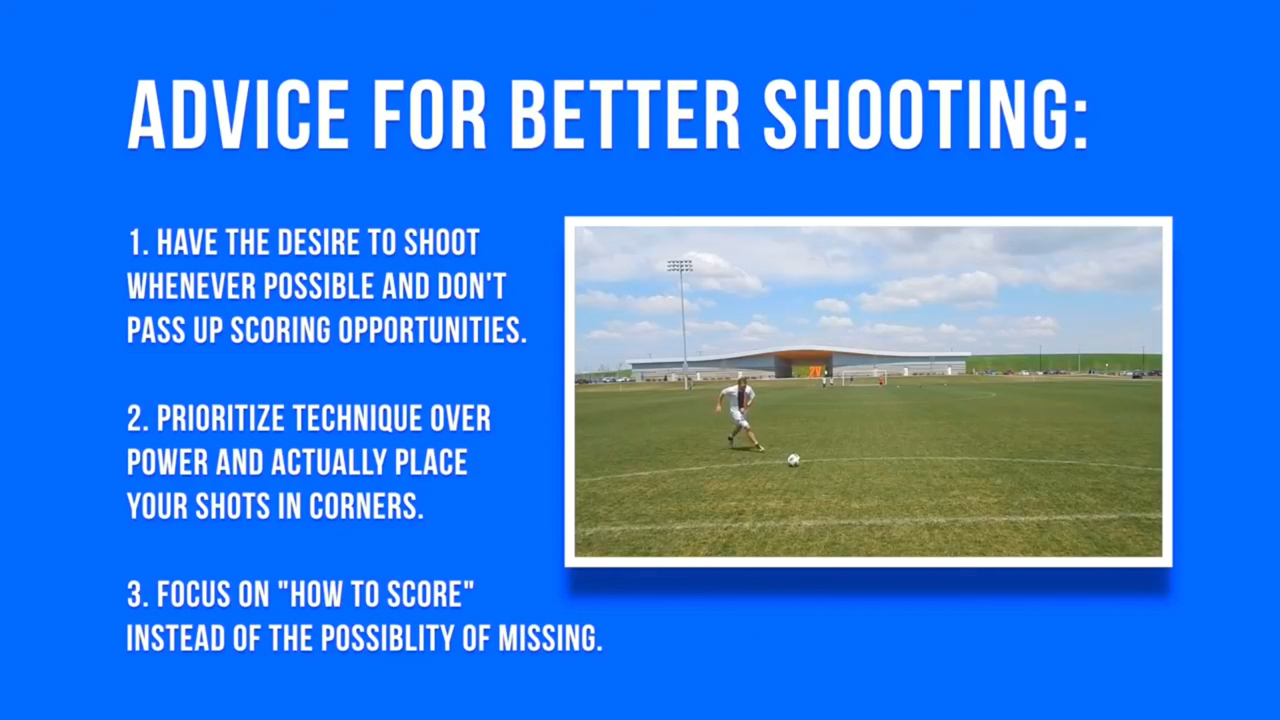 ADVICE FOR BETTER SHOOTING:
1. HAVE THE DESIRE TO SHOOT
WHENEVER POSSIBLE AND DON'T
PASS UP SCORING OPPORTUNITIES.
2. PRIORITIZE TECHNIQUE OVER
POWER AND ACTUALLY PLACE
YOUR SHOTS IN CORNERS.
3. FOCUS ON "HOW TO SCORE"
INSTEAD OF THE POSSIBLITY OF MISSING.